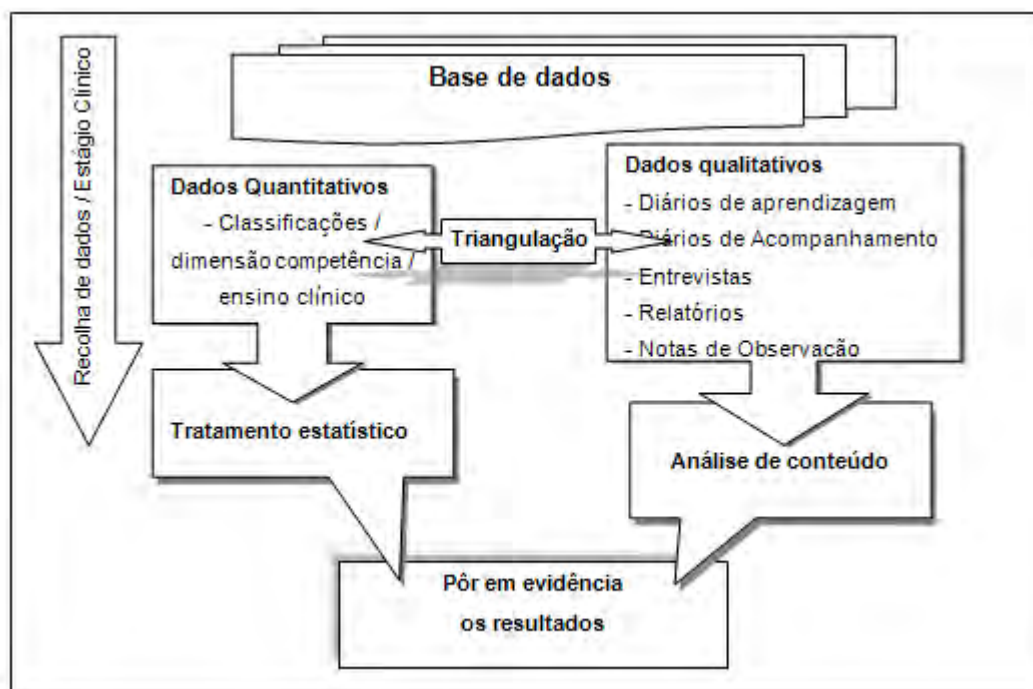 Recolha de dados / Estágio Clínico
Base de dados
Dados Quantitativos
- Classificações /
dimensão competência /
ensino clínico
Triangulação
Dados qualitativos
- Diários de aprendizagem
- Diários de Acompanhamento
- Entrevistas
- Relatórios
- Notas de Observação
Tratamento estatístico
Análise de conteúdo
Pôr em evidência
os resultados